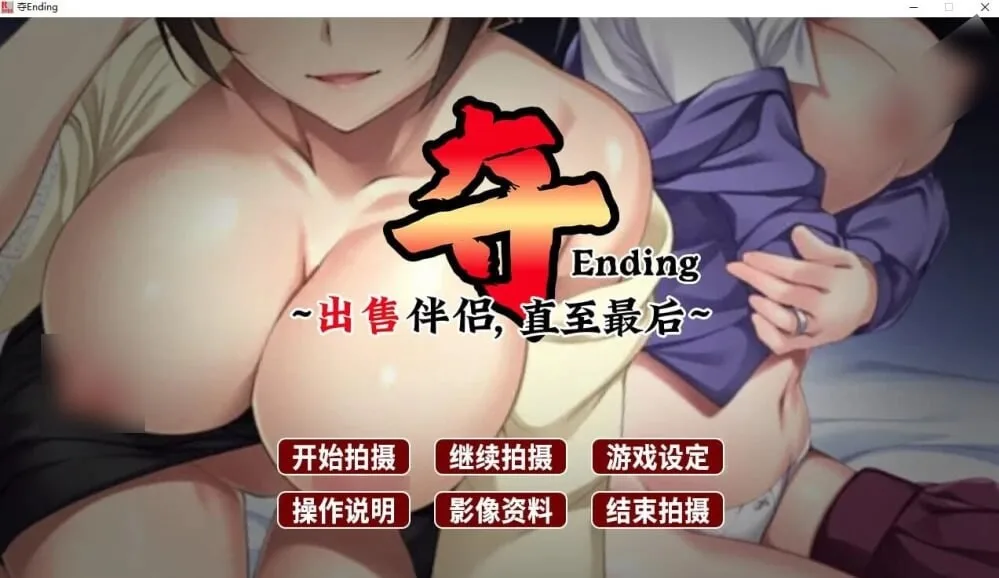 夺Ending
夺
Ending
~出售伴侣,直至最后~
开始拍摄 继续拍摄 游戏设定
操作说明 影像资料 结束拍摄